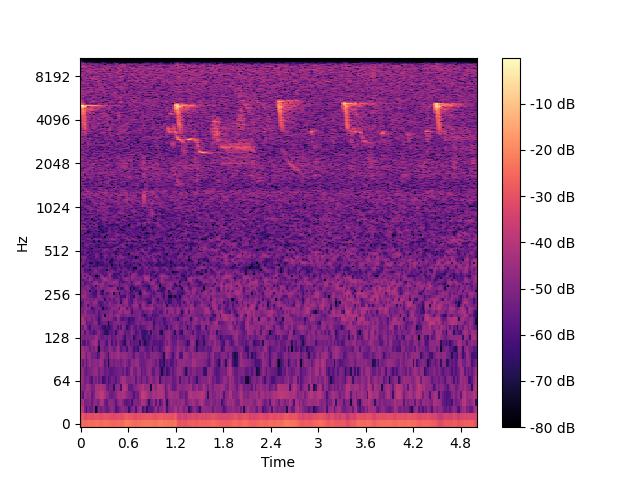 8192
4096
2048
1024
512
256
128
64
0
Hz
0 0.6 1.2 1.8 2.4 3 3.6 4.2 4.8
Time
-10 dB
-20 dB
-30 dB
-40 dB
-50 dB
-60 dB
-70 dB
-80 dB